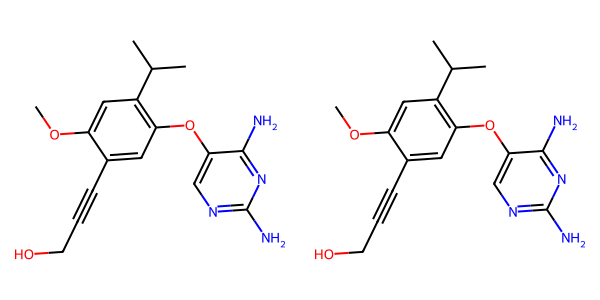 O NH₂ O NH₂
O O
N N
N NH₂ N NH₂
HO HO